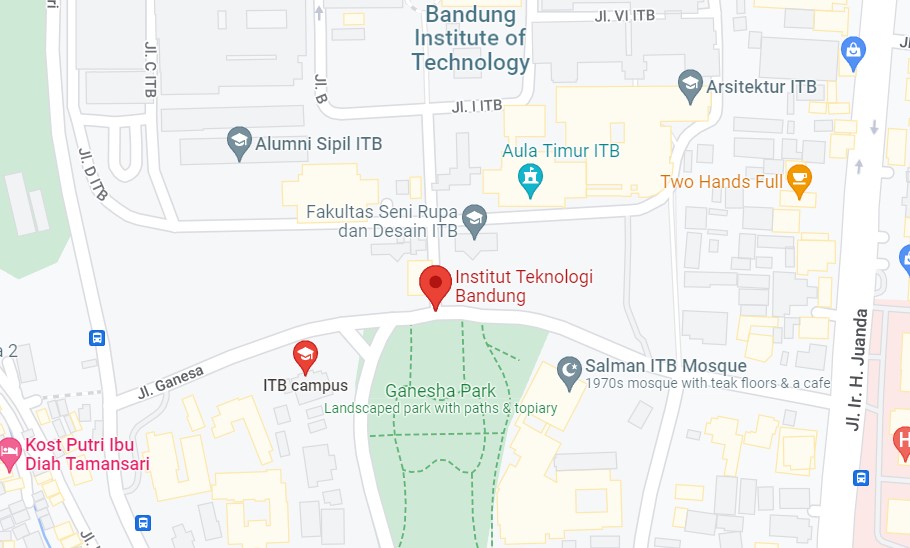 Jl. VI ITB
Bandung
Institute of
Technology
Jl. C ITB
Jl. B
Jl. I ITB
Arsitektur ITB
Alumni Sipil ITB
Aula Timur ITB
Jl. D ITB
Two Hands Full
Fakultas Seni Rupa
dan Desain ITB
Institut Teknologi
Bandung
Jl. Ir. H. Juanda
a 2
Jl. Ganesa
ITB campus
Ganesha Park
Landscaped park with paths & topiary
Salman ITB Mosque
1970s mosque with teak floors & a cafe
Kost Putri Ibu
Diah Tamansari
H